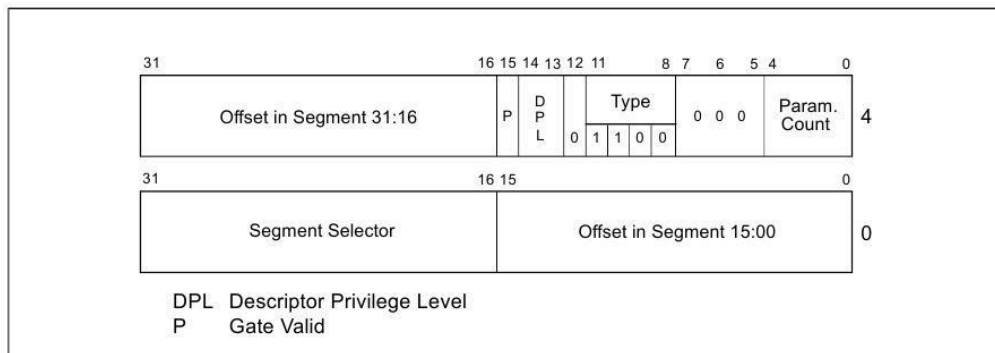 31 16 15 14 13 12 11 8 7 6 5 4 0
Offset in Segment 31:16 P D P L 0 Type 1 1 0 0 0 0 0 Param. Count 4
31 16 15 0
Segment Selector Offset in Segment 15:00 0
DPL Descriptor Privilege Level
P Gate Valid